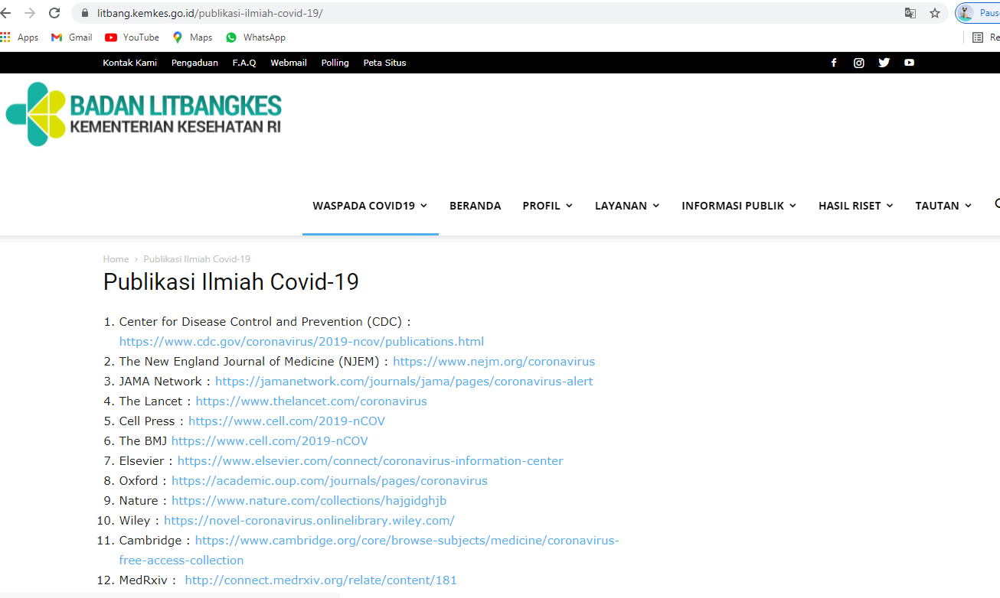 litbang.kemkes.go.id/publikasi-ilmiah-covid-19/
Apps Gmail YouTube Maps WhatsApp
Kontak Kami Pengaduan F.A.Q Webmail Polling Peta Situs
BADAN LITBANGKES
KEMENTERIAN KESEHATAN RI
WASPADA COVID19 BERANDA PROFIL LAYANAN INFORMASI PUBLIK HASIL RISET TAUTAN
Home › Publikasi Ilmiah Covid-19
Publikasi Ilmiah Covid-19
1. Center for Disease Control and Prevention (CDC) :
https://www.cdc.gov/coronavirus/2019-ncov/publications.html
2. The New England Journal of Medicine (NJEM) : https://www.nejm.org/coronavirus
3. JAMA Network : https://jamanetwork.com/journals/jama/pages/coronavirus-alert
4. The Lancet : https://www.thelancet.com/coronavirus
5. Cell Press : https://www.cell.com/2019-nCOV
6. The BMJ https://www.cell.com/2019-nCOV
7. Elsevier : https://www.elsevier.com/connect/coronavirus-information-center
8. Oxford : https://academic.oup.com/journals/pages/coronavirus
9. Nature : https://www.nature.com/collections/hajgidghjb
10. Wiley : https://novel-coronavirus.onlinelibrary.wiley.com/
11. Cambridge : https://www.cambridge.org/core/browse-subjects/medicine/coronavirus-
free-access-collection
12. MedRxiv : http://connect.medrxiv.org/relate/content/181